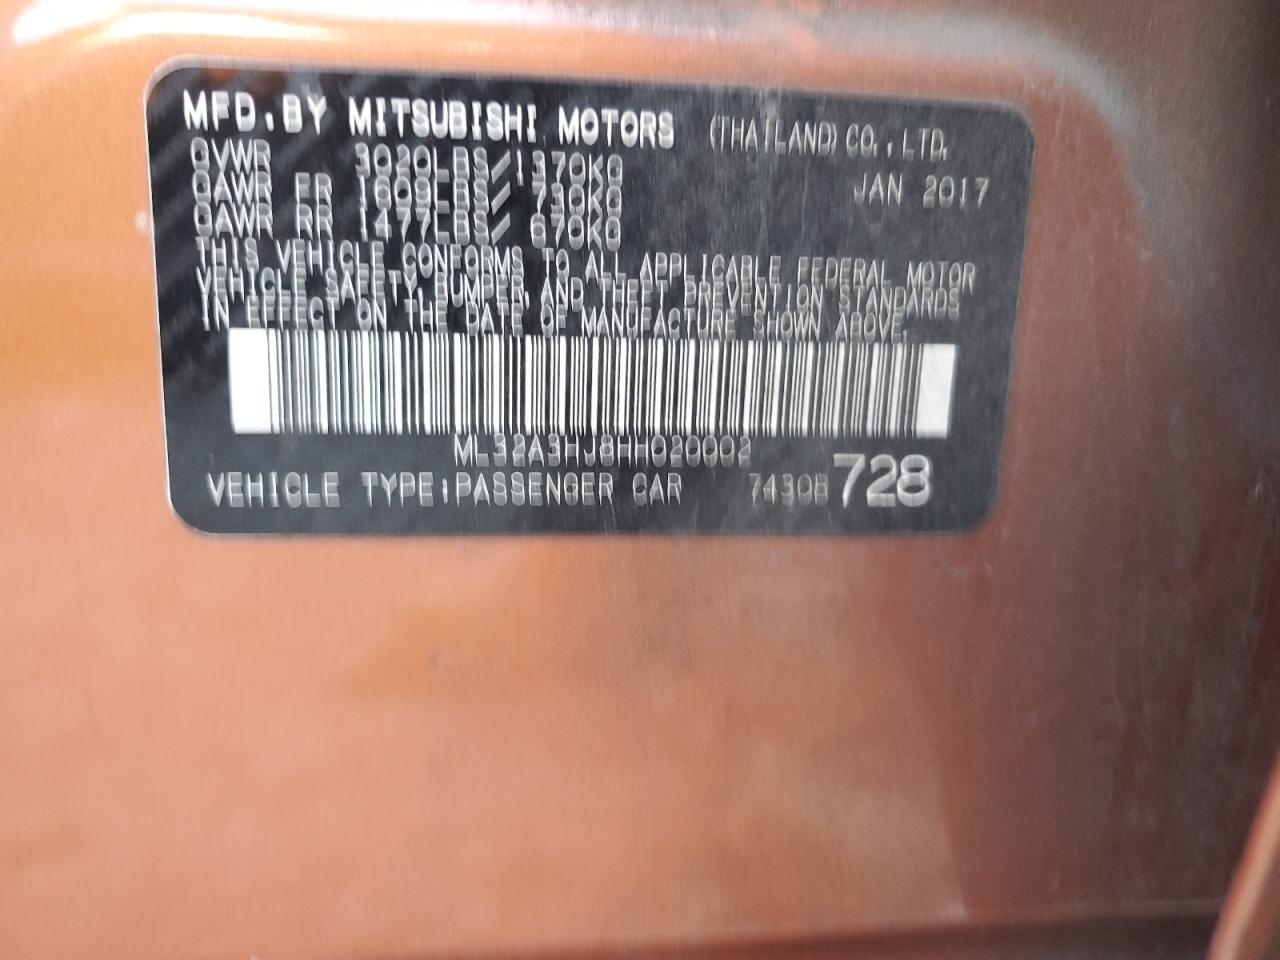 MFD.BY MITSUBISHI MOTORS (THAILAND) CO.,LTD.
GVWR 3020LBS/1370KG JAN 2017
GAWR FR 1609LBS/ 730KG
GAWR RR 1477LBS/ 670KG
THIS VEHICLE CONFORMS TO ALL APPLICABLE FEDERAL MOTOR
VEHICLE SAFETY, BUMPER, AND THEFT PREVENTION STANDARDS
IN EFFECT ON THE DATE OF MANUFACTURE SHOWN ABOVE.
ML32A3HJ8HH020002
VEHICLE TYPE:PASSENGER CAR 7430B 728